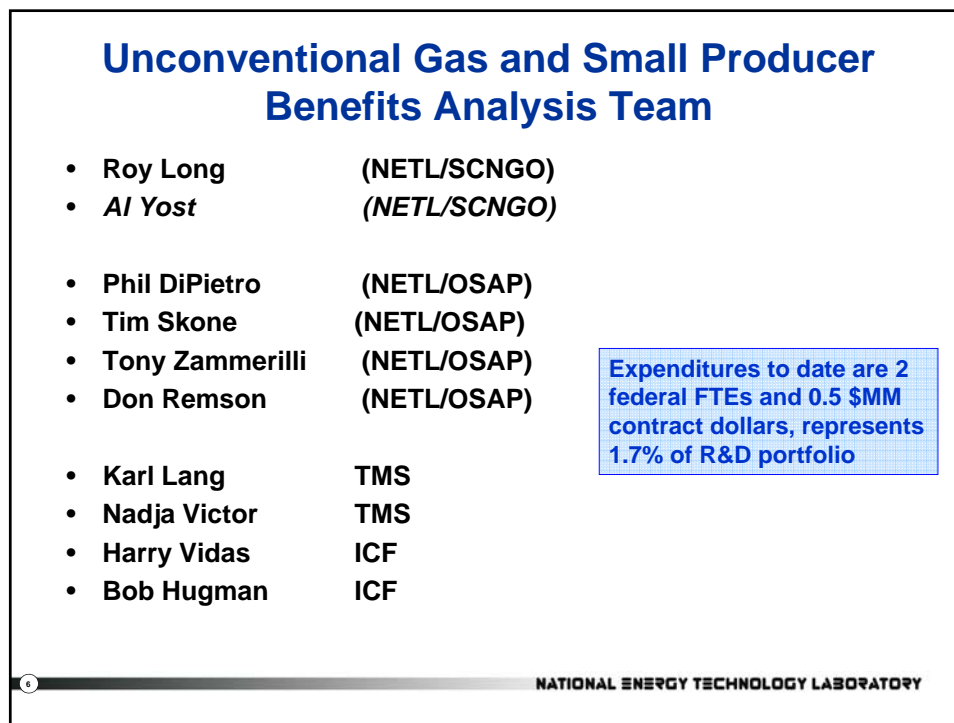 Unconventional Gas and Small Producer
Benefits Analysis Team
• Roy Long (NETL/SCNGO)
• Al Yost (NETL/SCNGO)
• Phil DiPietro (NETL/OSAP)
• Tim Skone (NETL/OSAP)
• Tony Zammerilli (NETL/OSAP)
• Don Remson (NETL/OSAP)
Expenditures to date are 2
federal FTEs and 0.5 $MM
contract dollars, represents
1.7% of R&D portfolio
• Karl Lang TMS
• Nadja Victor TMS
• Harry Vidas ICF
• Bob Hugman ICF
6
NATIONAL ENERGY TECHNOLOGY LABORATORY